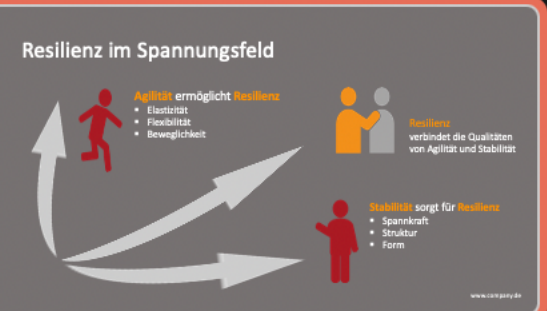 Resilienz im Spannungsfeld
Agilität ermöglicht Resilienz
▪ Elastizität
▪ Flexibilität
▪ Beweglichkeit
Resilienz
verbindet die Qualitäten
von Agilität und Stabilität
Stabilität sorgt für Resilienz
▪ Spannkraft
▪ Struktur
▪ Form
www.company.de